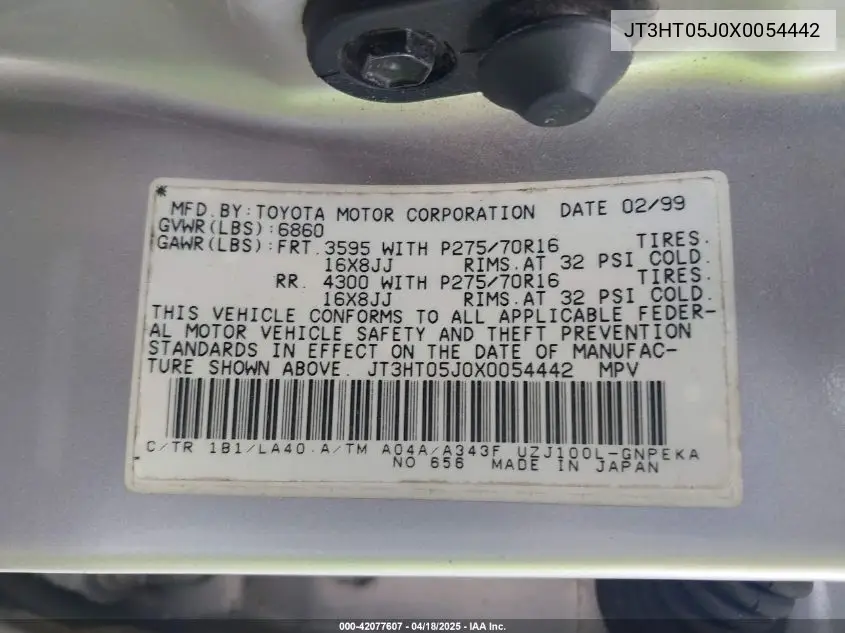 JT3HT05J0X0054442
*
MFD. BY: TOYOTA MOTOR CORPORATION DATE 02/99
GVWR(LBS):6860
GAWR(LBS):FRT. 3595 WITH P275/70R16 TIRES.
16X8JJ RIMS.AT 32 PSI COLD.
RR. 4300 WITH P275/70R16 TIRES.
16X8JJ RIMS.AT 32 PSI COLD.
THIS VEHICLE CONFORMS TO ALL APPLICABLE FEDER-
AL MOTOR VEHICLE SAFETY AND THEFT PREVENTION
STANDARDS IN EFFECT ON THE DATE OF MANUFAC-
TURE SHOWN ABOVE. JT3HT05J0X0054442 MPV
C/TR 1B1/LA40 A/TM A04A/A343F UZJ100L-GNPEKA
NO 656 MADE IN JAPAN
000-42077607 - 04/18/2025 - IAA Inc.